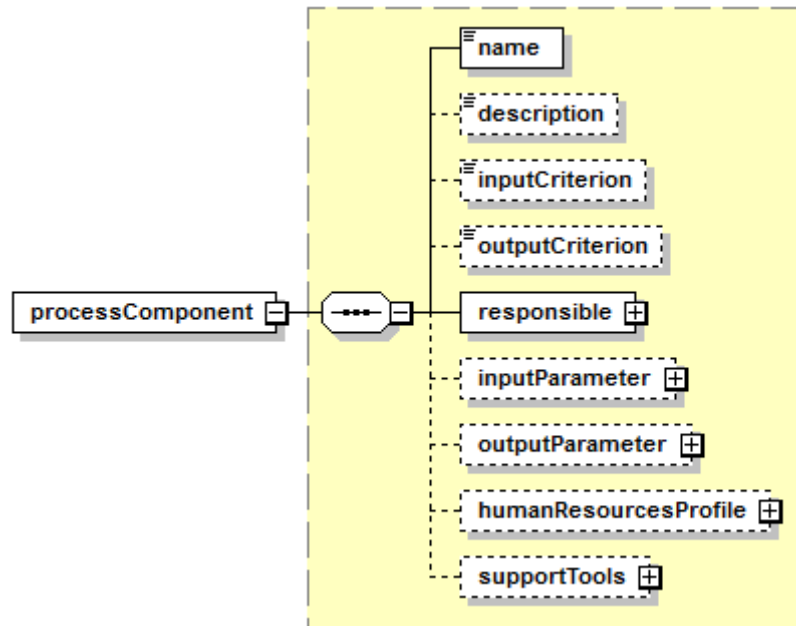 name
description
inputCriterion
outputCriterion
processComponent
responsible
inputParameter
outputParameter
humanResourcesProfile
supportTools